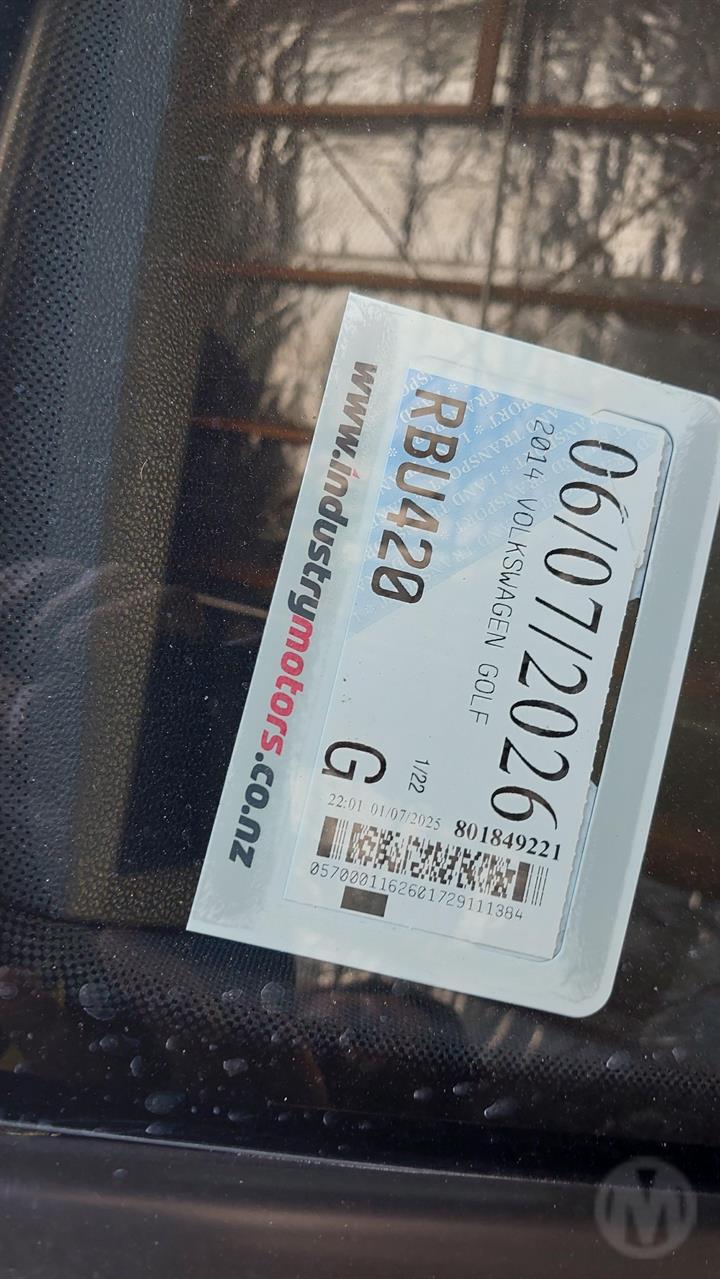 06/07/2026
2014 VOLKSWAGEN GOLF
RBU420
1/22
G
801849221
22:01 01/07/2025
0570001162601729111384
www.industrymotors.co.nz
M